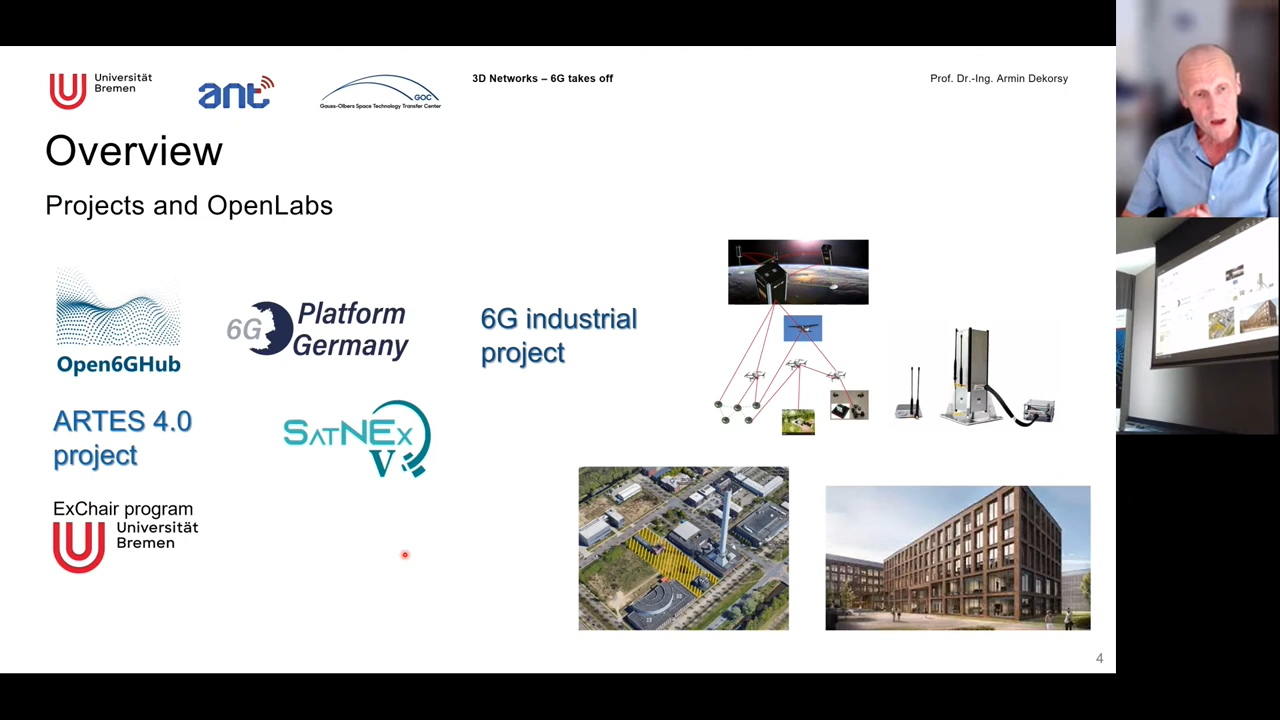 Universität
Bremen
ant
GOC
Gauss-Olbers Space Technology Transfer Center
3D Networks – 6G takes off
Prof. Dr.-Ing. Armin Dekorsy
Overview
Projects and OpenLabs
Open6GHub
6G Platform
Germany
6G industrial
project
ARTES 4.0
project
SATNEX
V
ExChair program
Universität
Bremen
4